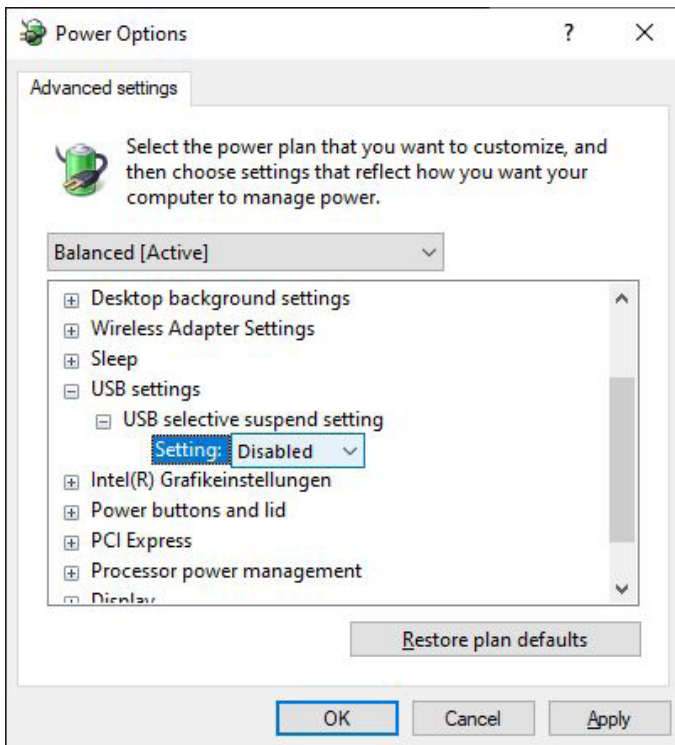 Power Options
?
Advanced settings
Select the power plan that you want to customize, and
then choose settings that reflect how you want your
computer to manage power.
Balanced [Active]
Desktop background settings
Wireless Adapter Settings
Sleep
USB settings
USB selective suspend setting
Setting: Disabled
Intel(R) Grafikeinstellungen
Power buttons and lid
PCI Express
Processor power management
Display
Restore plan defaults
OK Cancel Apply